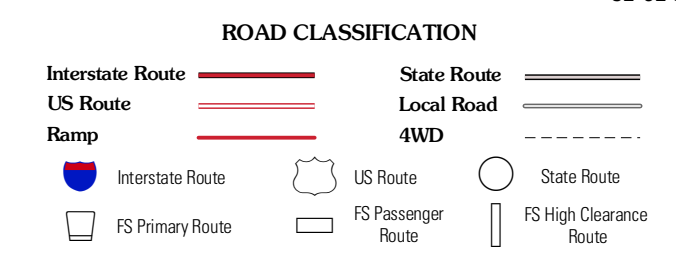 ROAD CLASSIFICATION
Interstate Route
State Route
US Route
Local Road
Ramp
4WD
Interstate Route
US Route
State Route
FS Primary Route
FS Passenger
Route
FS High Clearance
Route